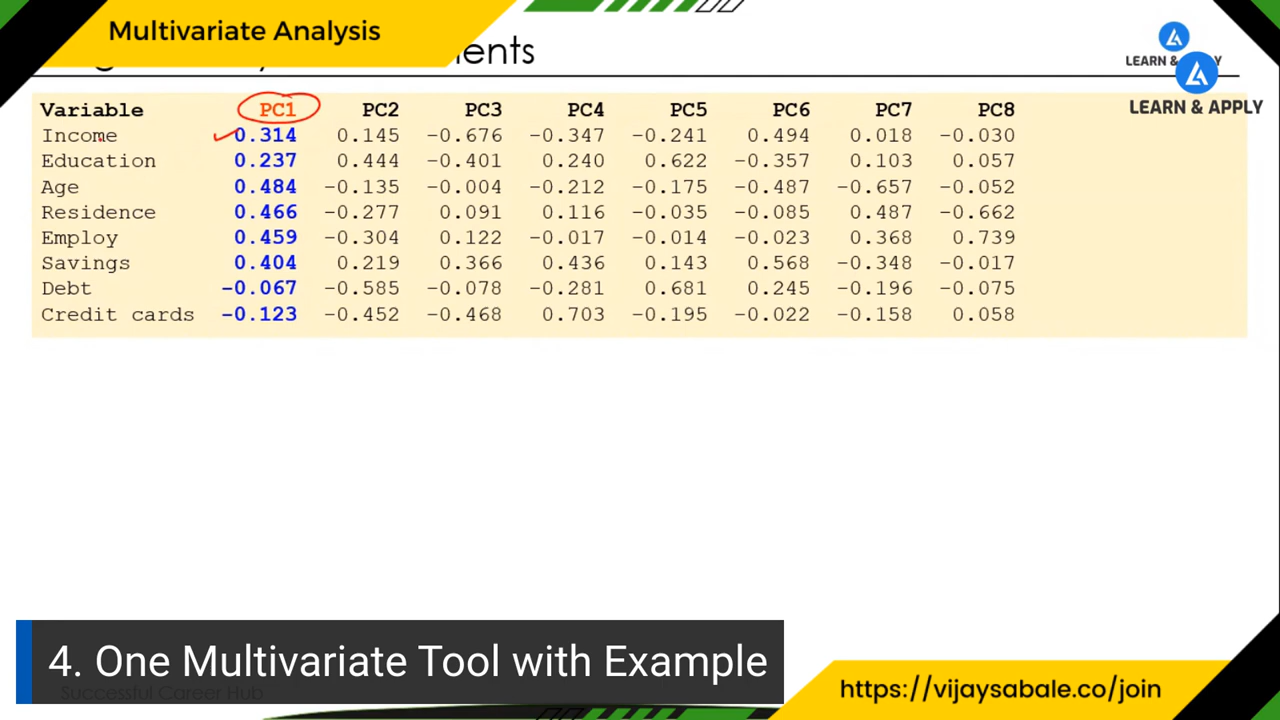 Multivariate Analysis
LEARN &
LEARN & APPLY
Variable PC1 PC2 PC3 PC4 PC5 PC6 PC7 PC8
Income 0.314 0.145 -0.676 -0.347 -0.241 0.494 0.018 -0.030
Education 0.237 0.444 -0.401 0.240 0.622 -0.357 0.103 0.057
Age 0.484 -0.135 -0.004 -0.212 -0.175 -0.487 -0.657 -0.052
Residence 0.466 -0.277 0.091 0.116 -0.035 -0.085 0.487 -0.662
Employ 0.459 -0.304 0.122 -0.017 -0.014 -0.023 0.368 0.739
Savings 0.404 0.219 0.366 0.436 0.143 0.568 -0.348 -0.017
Debt -0.067 -0.585 -0.078 -0.281 0.681 0.245 -0.196 -0.075
Credit cards -0.123 -0.452 -0.468 0.703 -0.195 -0.022 -0.158 0.058
4. One Multivariate Tool with Example
Successful Career Hub
https://vijaysabale.co/join